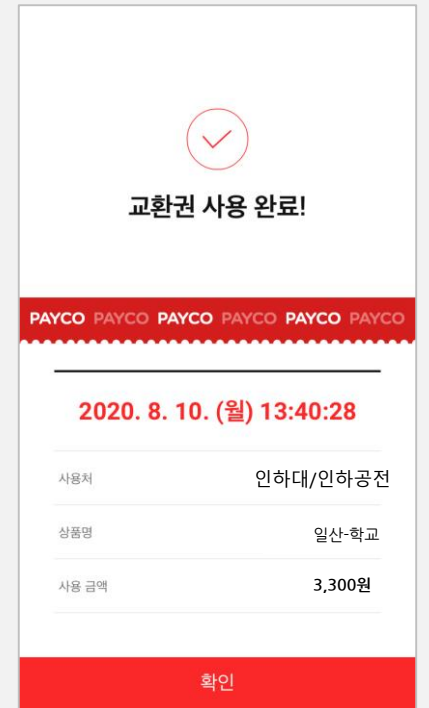 교환권 사용 완료!
PAYCO PAYCO PAYCO PAYCO PAYCO PAYCO
2020. 8. 10. (월) 13:40:28
사용처 인하대/인하공전
상품명 일산-학교
사용 금액 3,300원
확인